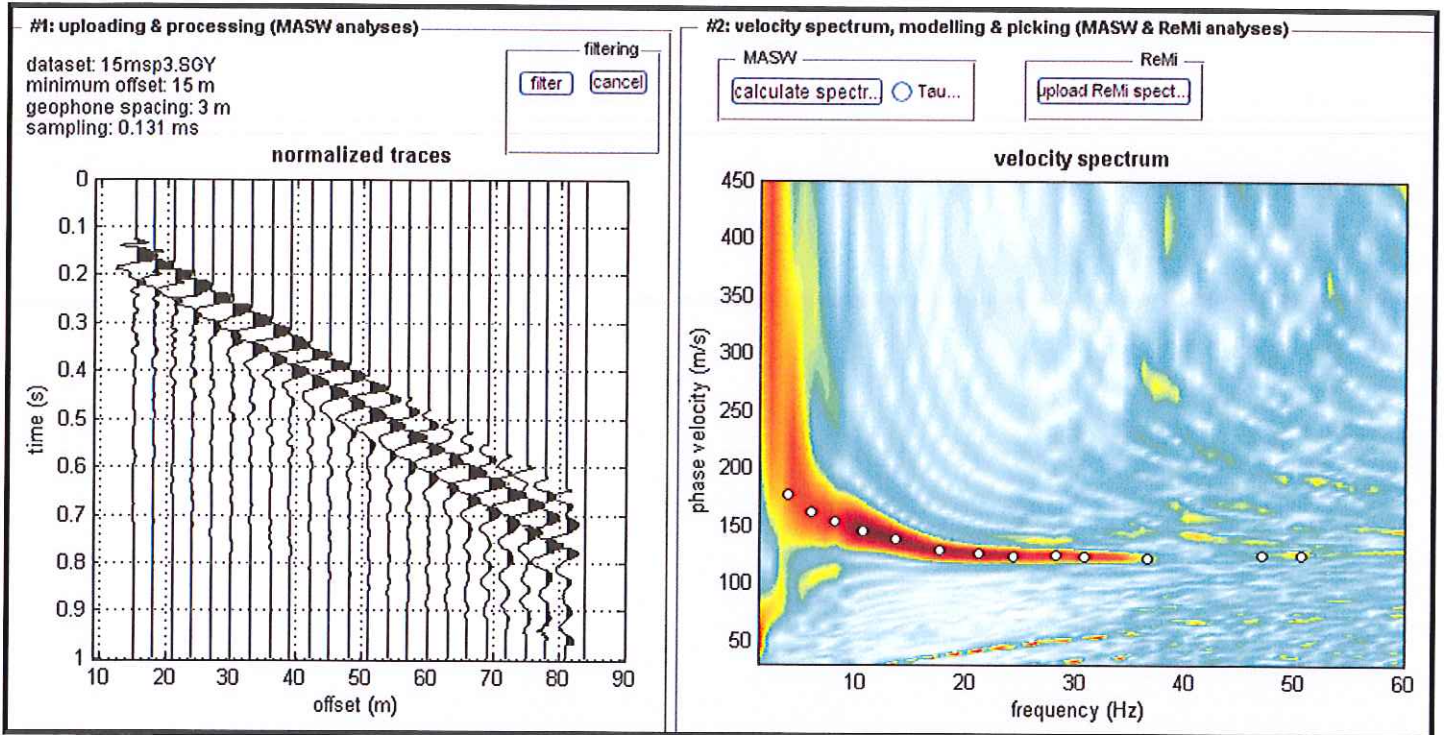 #1: uploading & processing (MASW analyses)
dataset: 15msp3.SGY
minimum offset: 15 m
geophone spacing: 3 m
sampling: 0.131 ms
filtering
filter
cancel
normalized traces
0
0.1
0.2
0.3
0.4
0.5
0.6
0.7
0.8
0.9
1
time (s)
10 20 30 40 50 60 70 80 90
offset (m)
#2: velocity spectrum, modelling & picking (MASW & ReMi analyses)
MASW
calculate spectr...
Tau...
ReMi
upload ReMi spect...
velocity spectrum
450
400
350
300
250
200
150
100
50
phase velocity (m/s)
10 20 30 40 50 60
frequency (Hz)